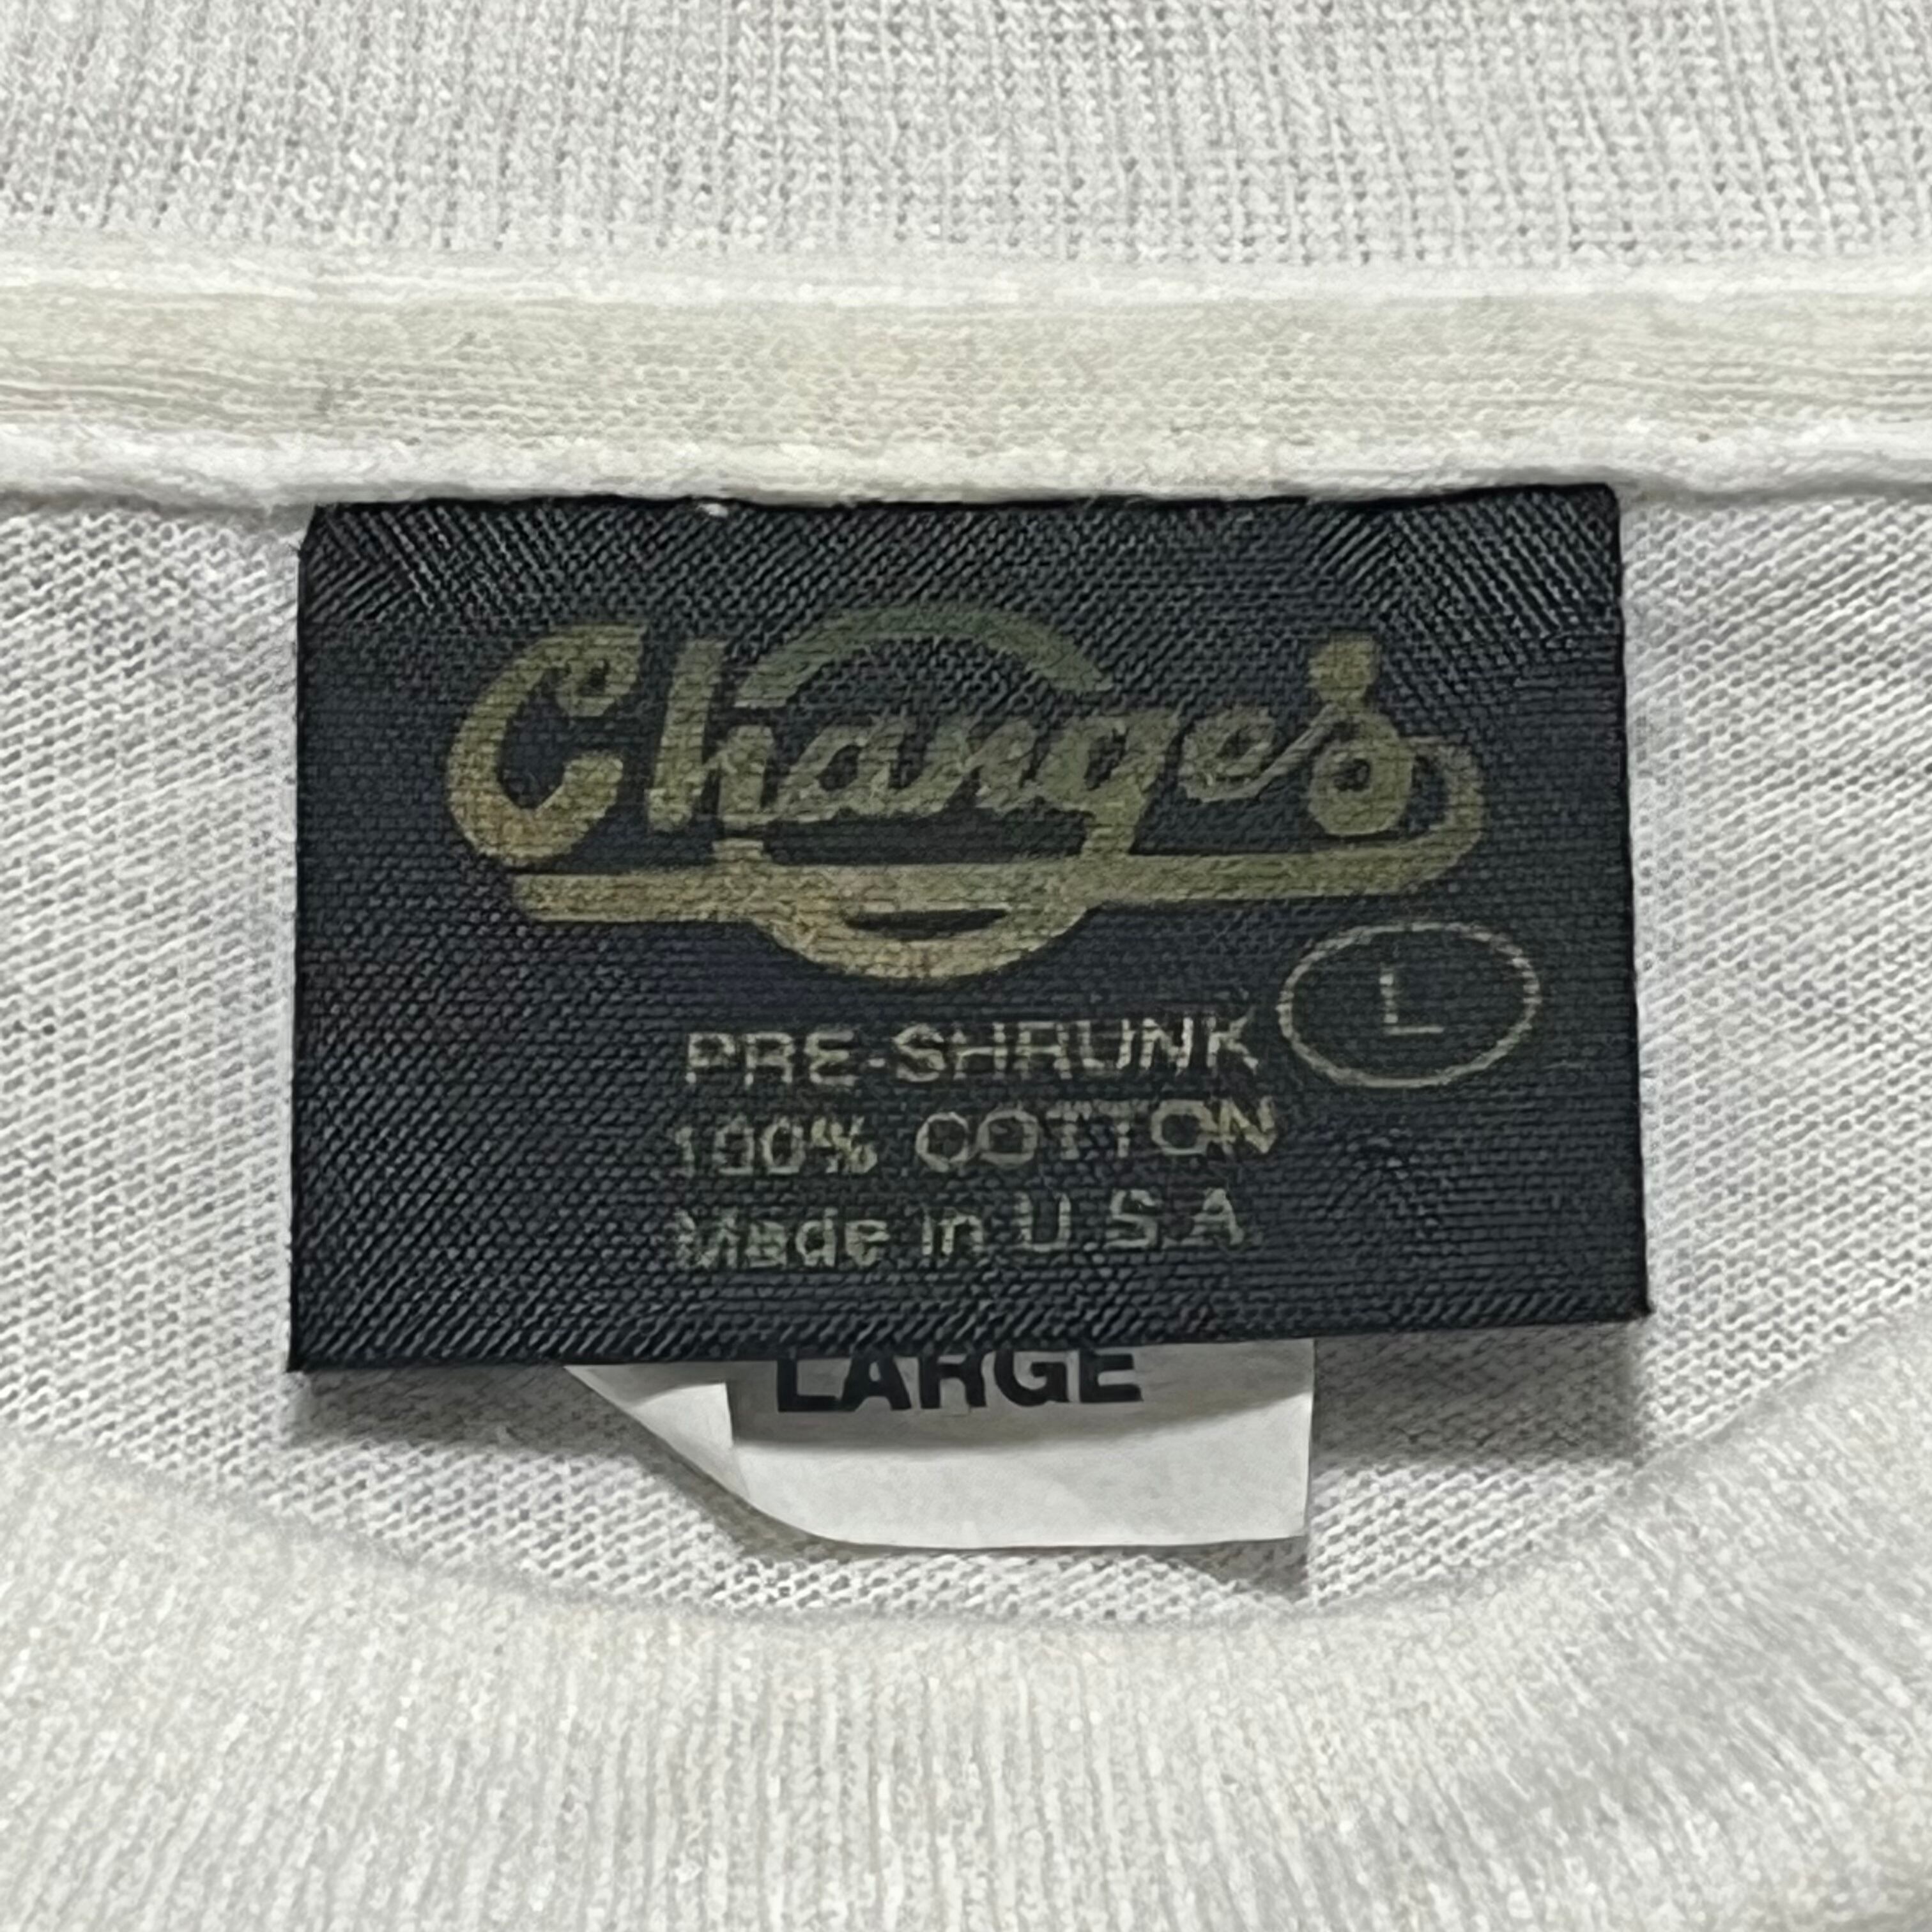 Changes
L
PRE-SHRUNK
100% COTTON
Made in U.S.A
LARGE